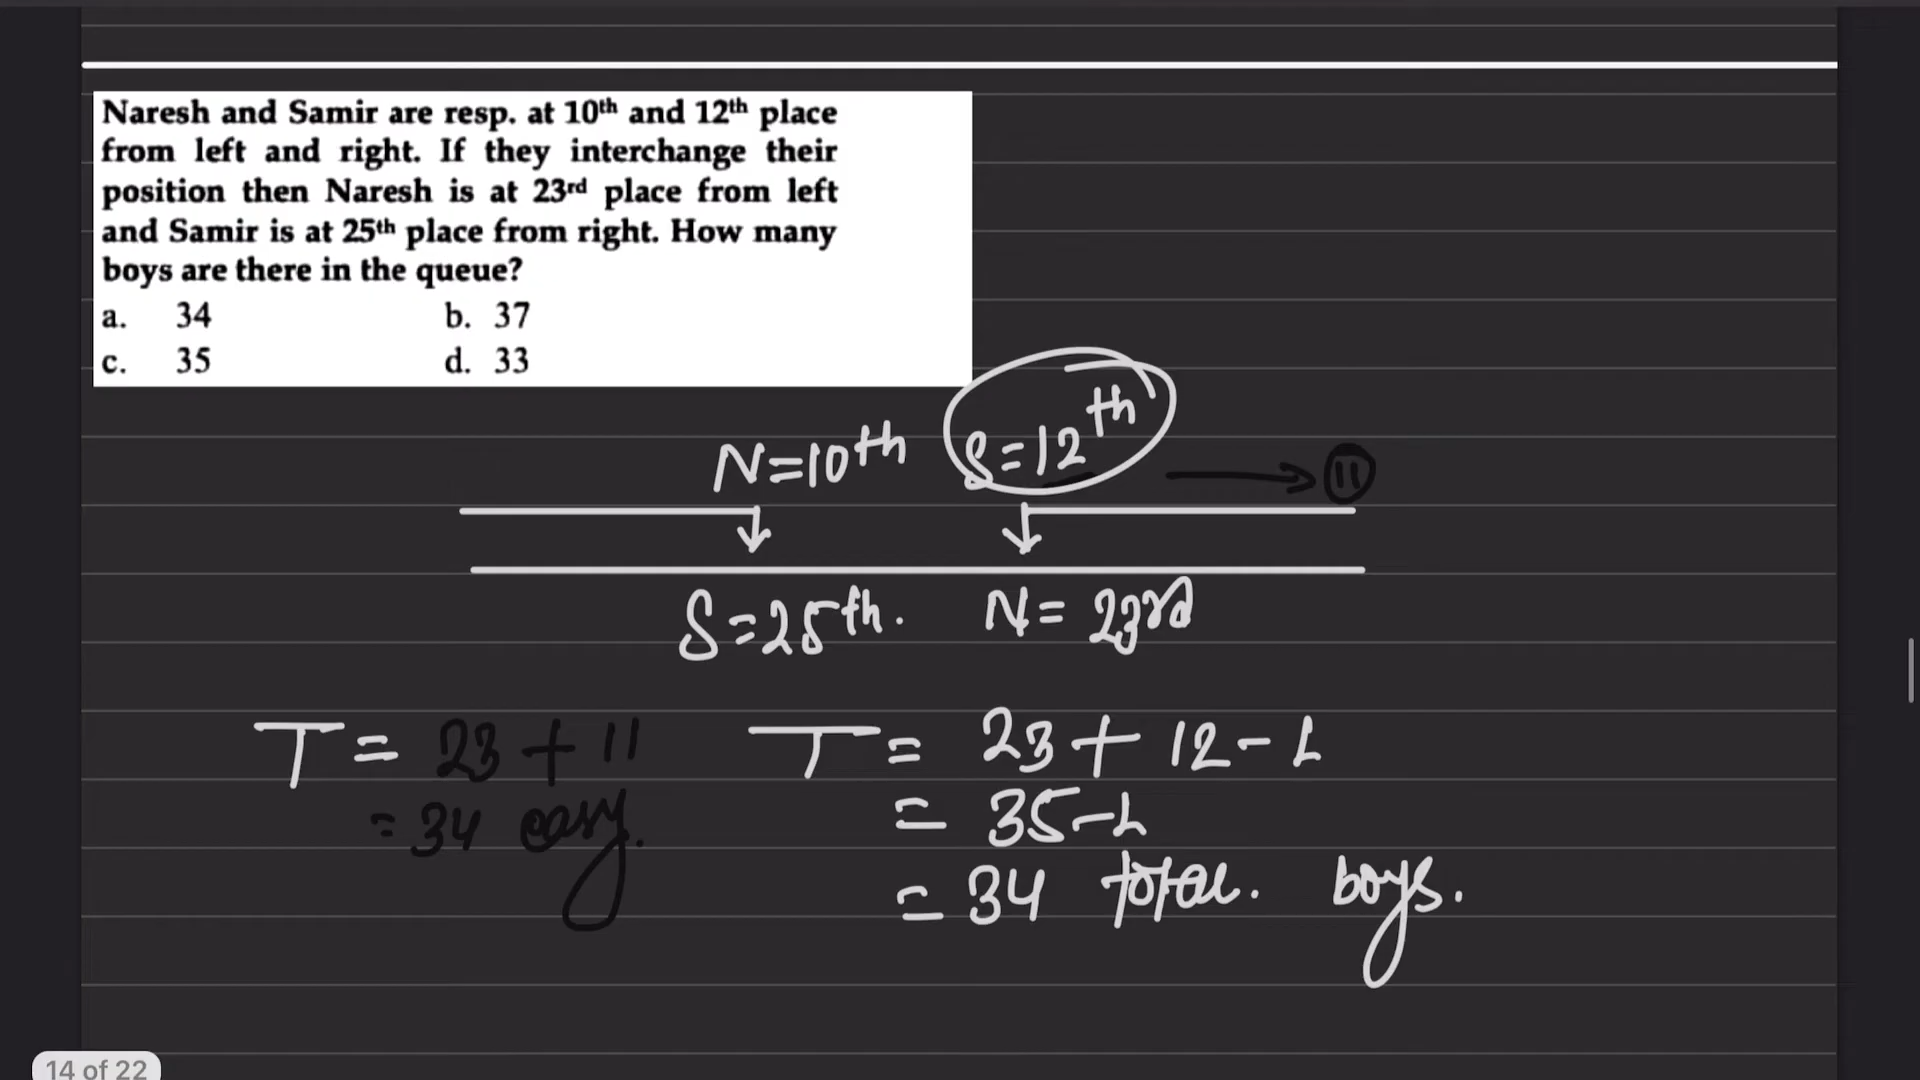 Naresh and Samir are resp. at 10th and 12th place
from left and right. If they interchange their
position then Naresh is at 23rd place from left
and Samir is at 25th place from right. How many
boys are there in the queue?
a. 34 b. 37
c. 35 d. 33
N=10th S=12th → 11
S=25th. N= 23rd
T= 23 + 11
= 34 easy.
T= 23+ 12-1
= 35-1
= 34 total. boys.
14 of 22